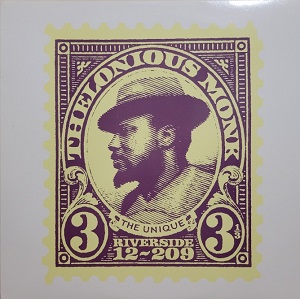 THELONIOUS MONK
THE UNIQUE
3 3
RIVERSIDE
12-209